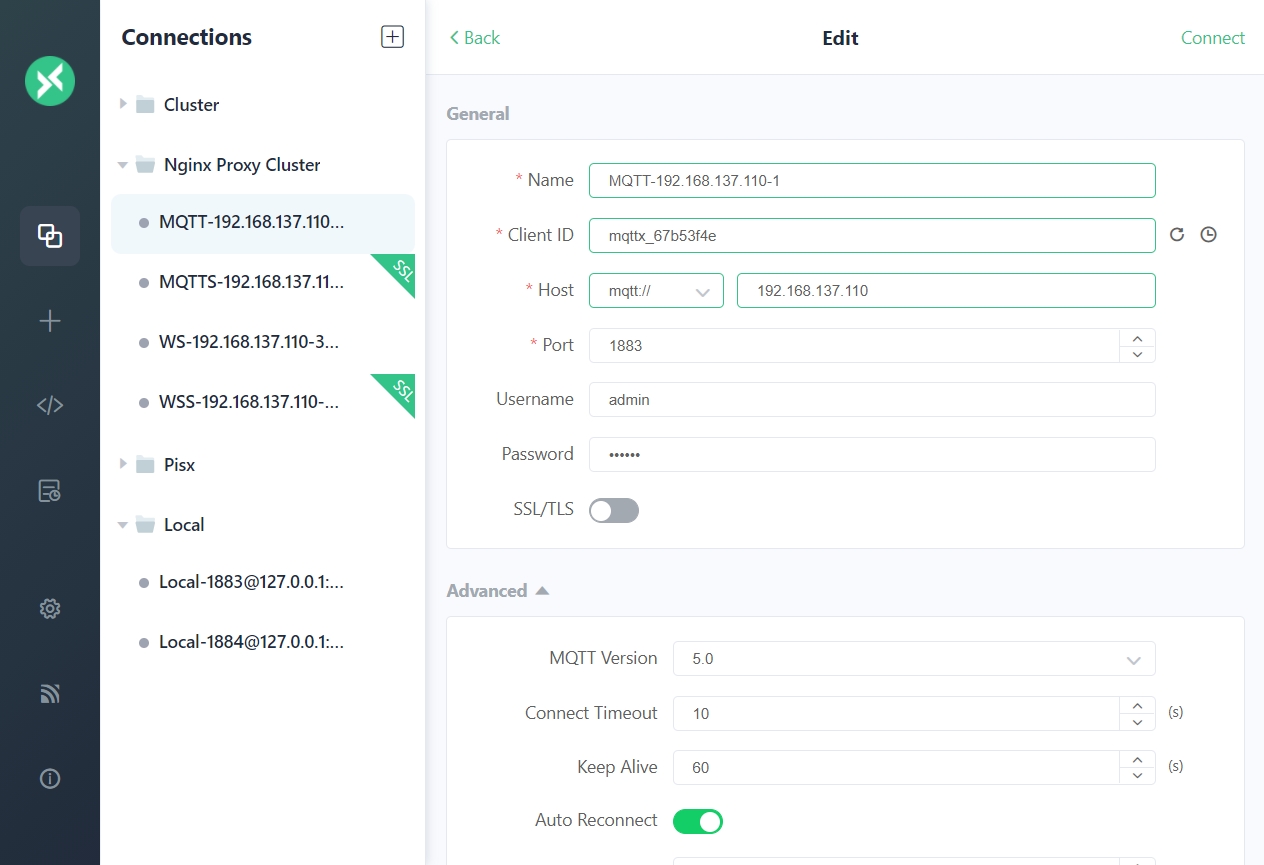 Connections
Cluster
Nginx Proxy Cluster
MQTT-192.168.137.110...
MQTTS-192.168.137.11...
SSL
WS-192.168.137.110-3...
WSS-192.168.137.110-...
SSL
Pisx
Local
Local-1883@127.0.0.1:...
Local-1884@127.0.0.1:...
Back
Edit
Connect
General
* Name
MQTT-192.168.137.110-1
* Client ID
mqttx_67b53f4e
* Host
mqtt://
192.168.137.110
* Port
1883
Username
admin
Password
••••••
SSL/TLS
Advanced
MQTT Version
5.0
Connect Timeout
10
(s)
Keep Alive
60
(s)
Auto Reconnect